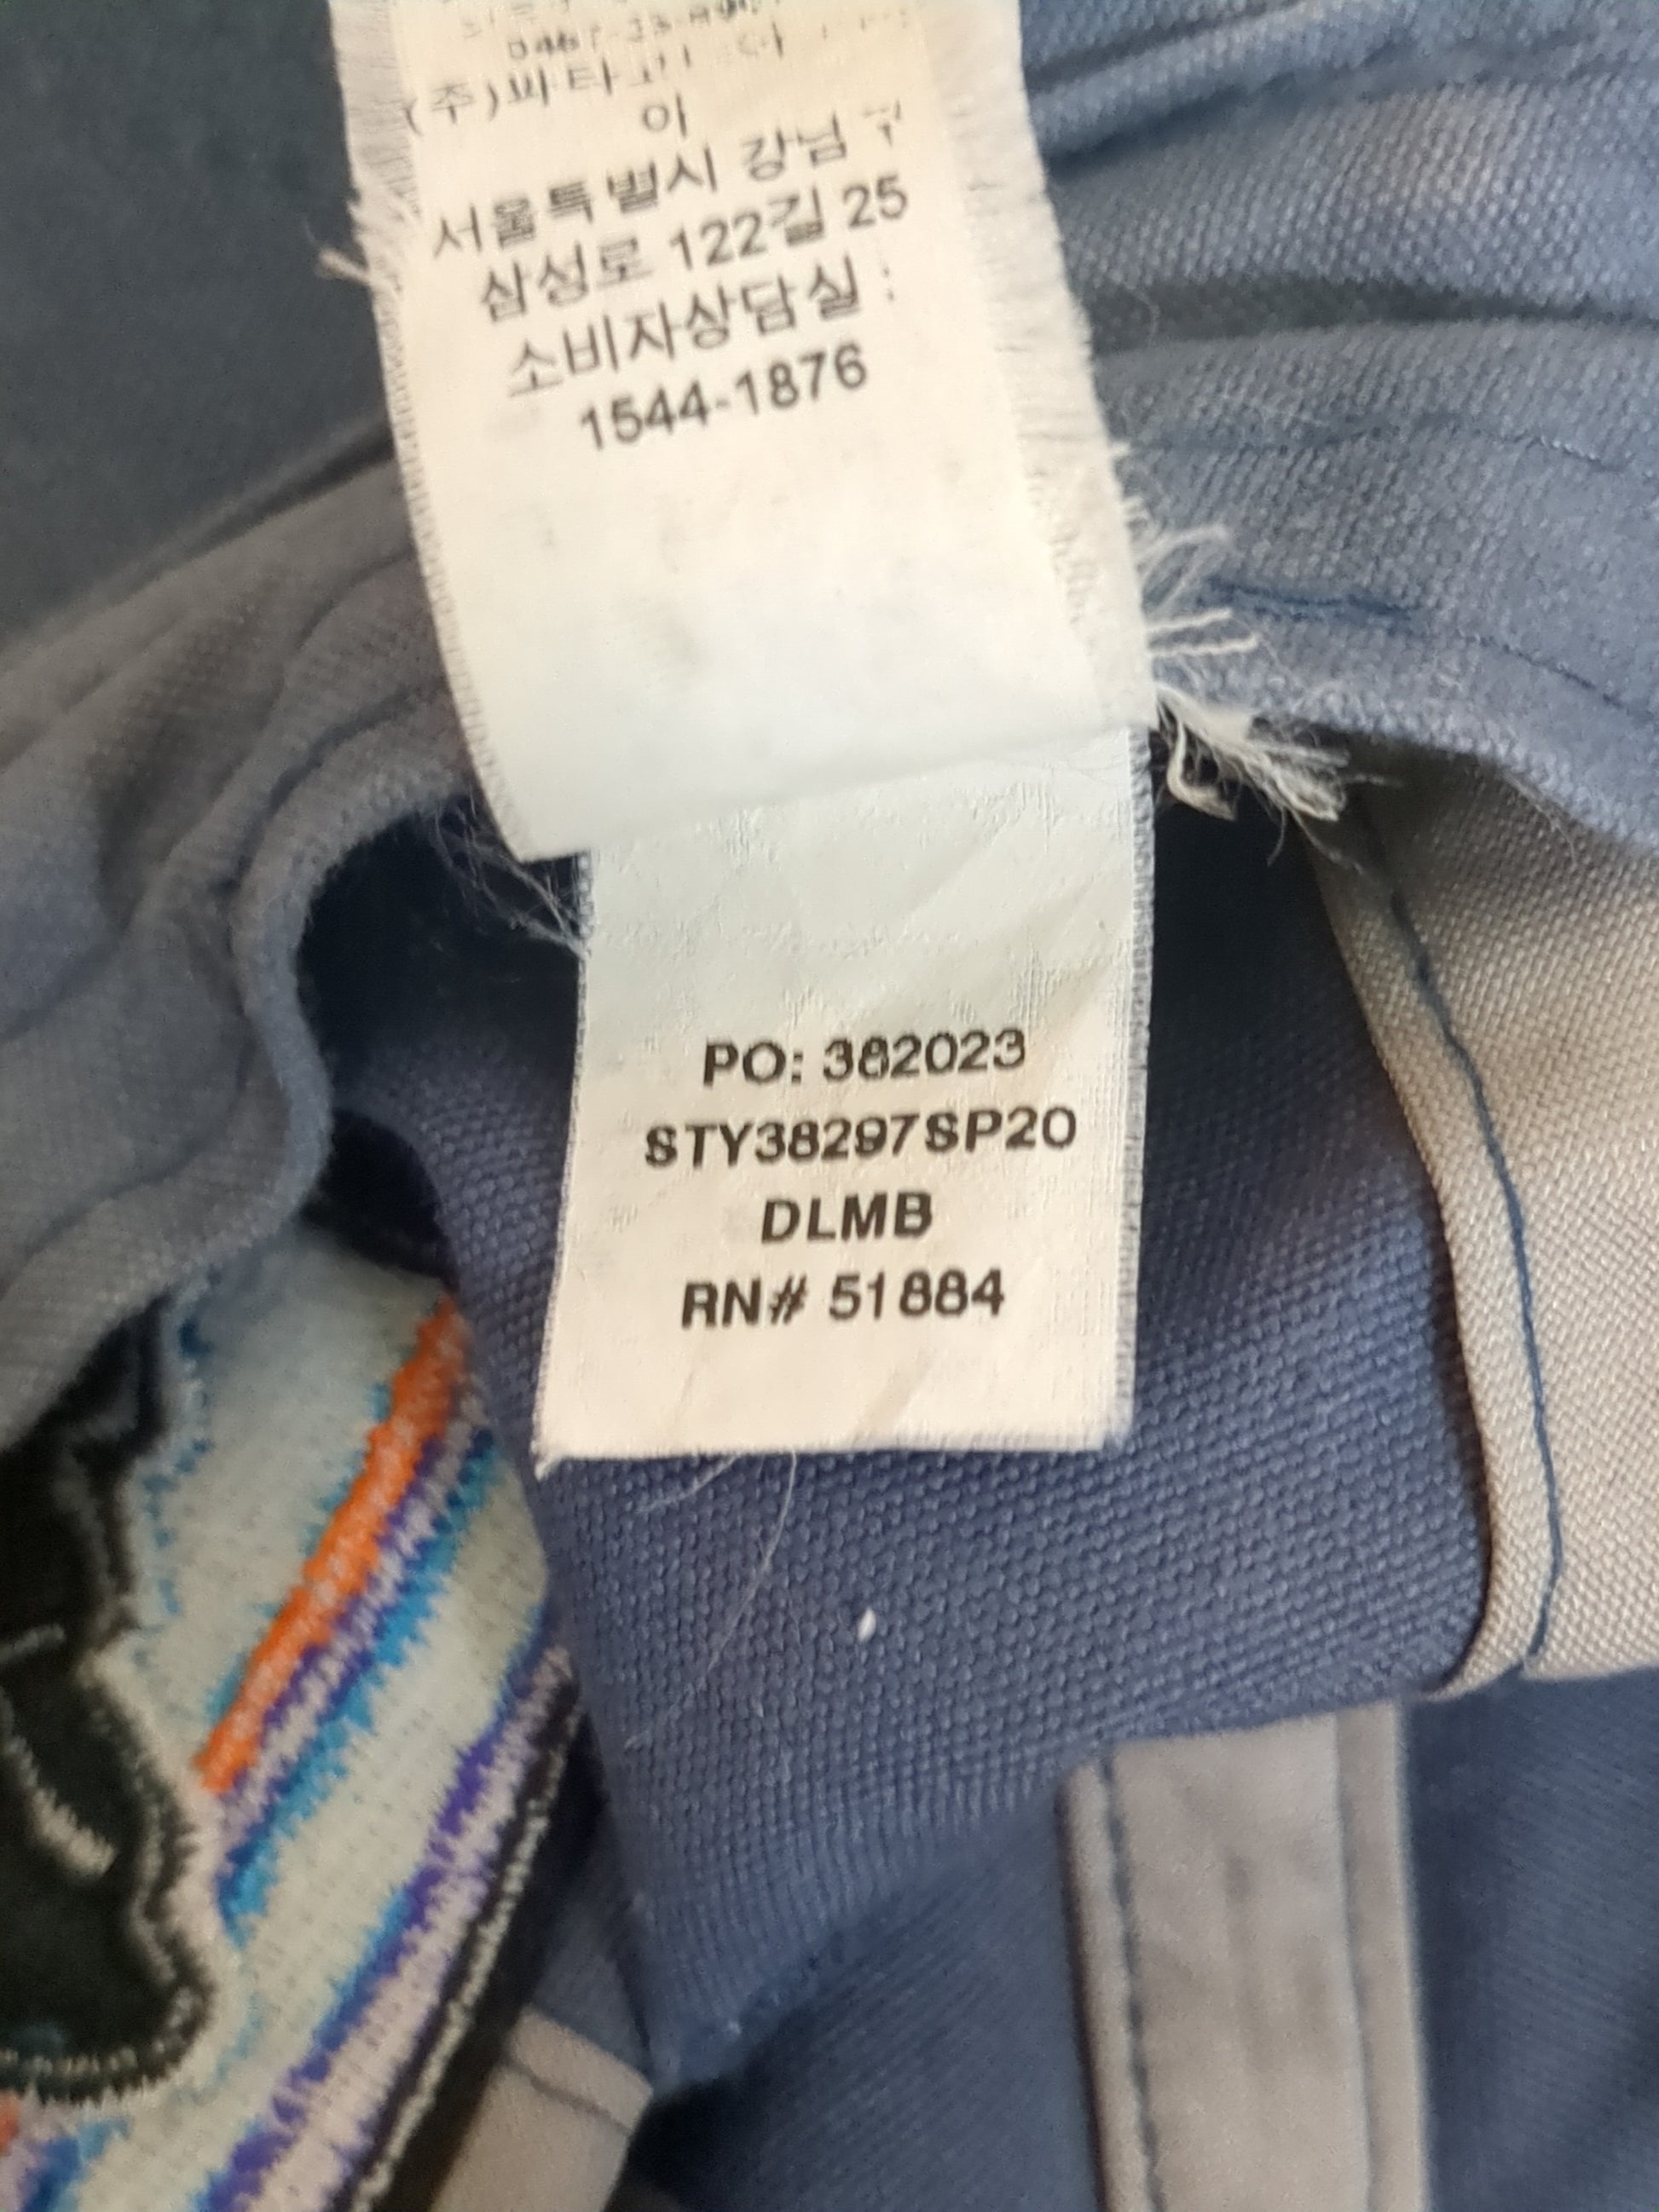 (주)파타고니아
서울특별시 강남구
삼성로 122길 25
소비자상담실 :
1544-1876
PO: 382023
STY38297SP20
DLMB
RN# 51884